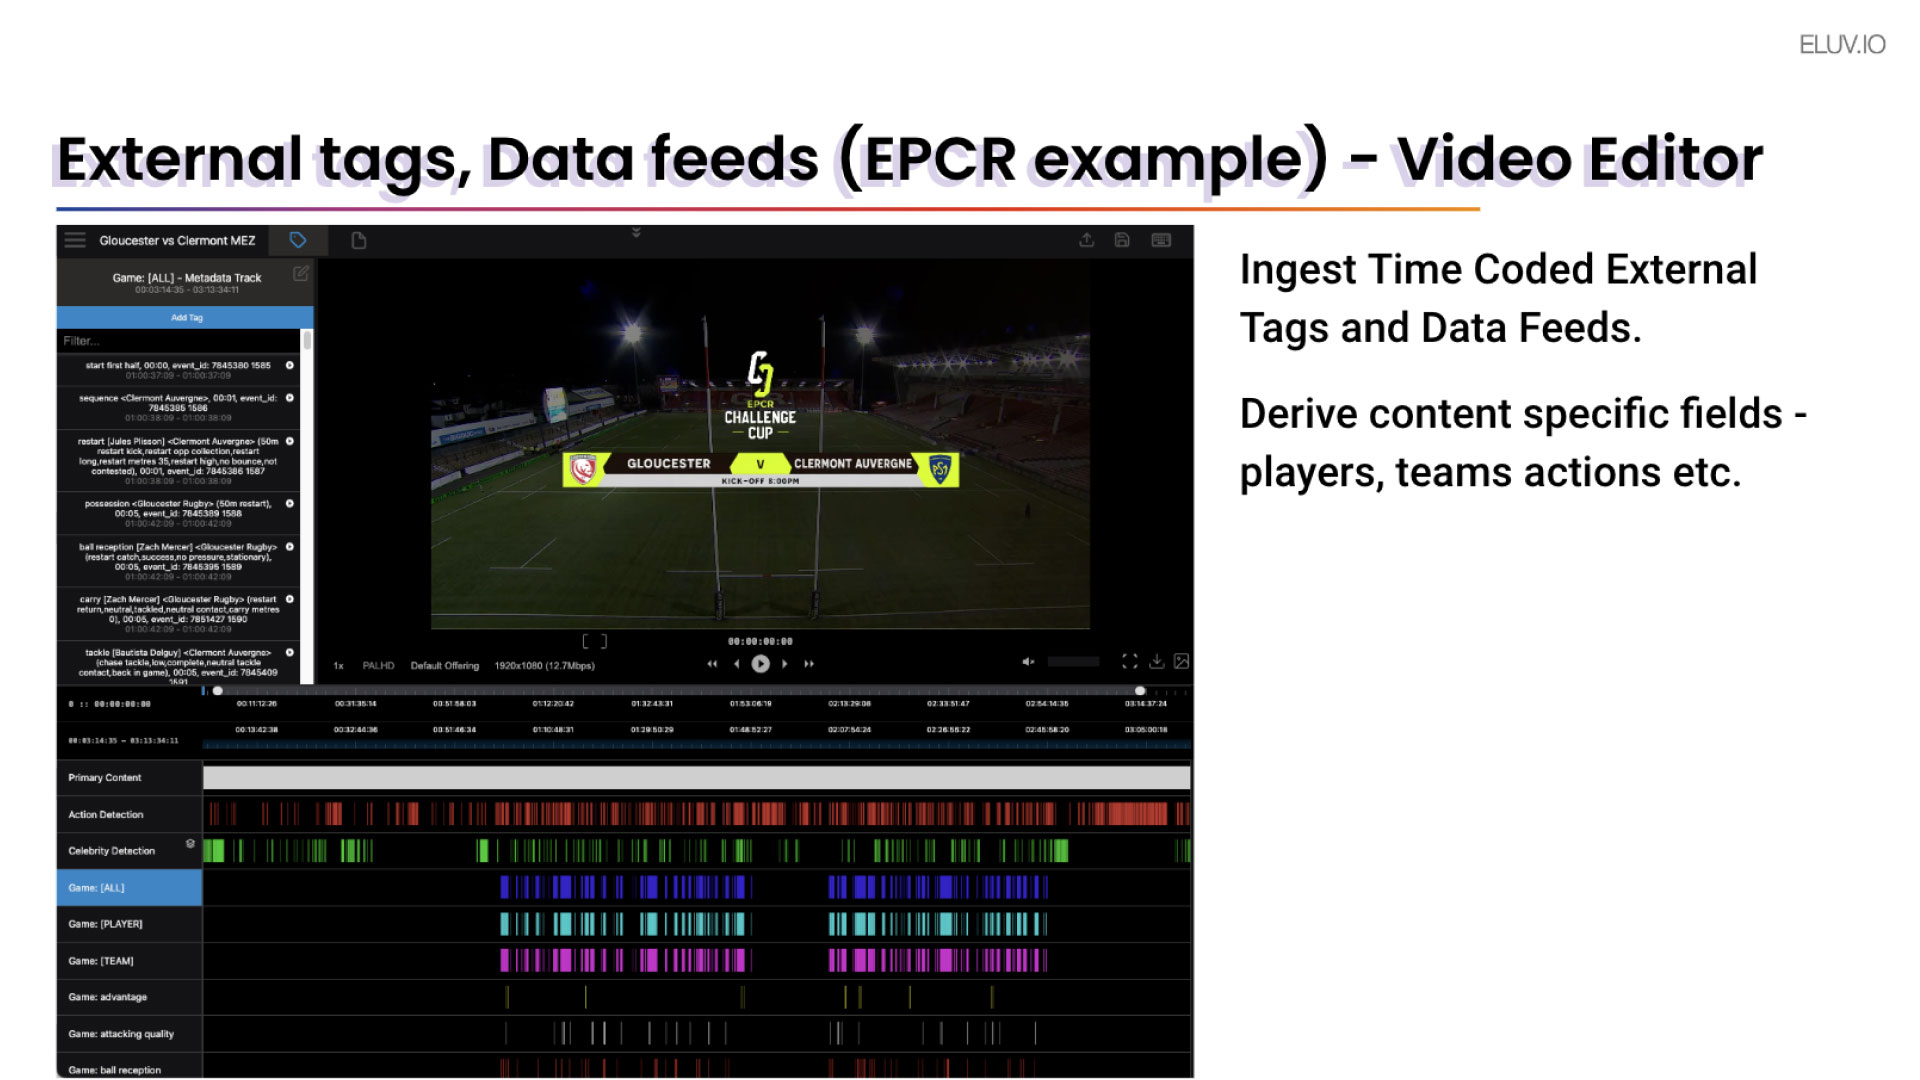 ELUV.IO
External tags, Data feeds (EPCR example) - Video Editor
Gloucester vs Clermont MEZ
Game: [ALL] - Metadata Track
00:03:14:35 - 03:13:34:11
Add Tag
Filter...
start first half, 00:00, event_id: 7845380 1585
01:00:37:09 - 01:00:37:09
sequence <Clermont Auvergne>, 00:01, event_id:
7845385 1586
01:00:38:09 - 01:00:38:09
restart [Jules Plisson] <Clermont Auvergne> (50m
restart kick,restart opp collection,restart
long,restart metres 35,restart high,no bounce,not
contested), 00:01, event_id: 7845386 1587
01:00:38:09 - 01:00:38:09
possession <Gloucester Rugby> (50m restart),
00:05, event_id: 7845389 1588
01:00:42:09 - 01:00:42:09
ball reception [Zach Mercer] <Gloucester Rugby>
(restart catch,success,no pressure,stationary),
00:05, event_id: 7845395 1589
01:00:42:09 - 01:00:42:09
carry [Zach Mercer] <Gloucester Rugby> (restart
return,neutral,tackled,neutral contact,carry metres
0), 00:05, event_id: 7851427 1590
01:00:42:09 - 01:00:42:09
tackle [Bautista Delguy] <Clermont Auvergne>
(chase tackle,low,complete,neutral tackle
contact,back in game), 00:05, event_id: 7845409
1591
EPCR
CHALLENGE
CUP
GLOUCESTER V CLERMONT AUVERGNE
KICK-OFF 8:00PM
00:00:00:00
1x PALHD Default Offering 1920x1080 (12.7Mbps)
0 :: 00:00:00:00
00:11:12:26 00:31:35:14 00:51:58:03 01:12:20:42 01:32:43:31 01:53:06:19 02:13:29:08 02:33:51:47 02:54:14:35 03:14:37:24
00:13:42:38 00:32:44:36 00:51:46:34 01:10:48:31 01:29:50:29 01:48:52:27 02:07:54:24 02:26:56:22 02:45:58:20 03:05:00:18
00:03:14:35 - 03:13:34:11
Primary Content
Action Detection
Celebrity Detection
Game: [ALL]
Game: [PLAYER]
Game: [TEAM]
Game: advantage
Game: attacking quality
Game: ball reception
Ingest Time Coded External
Tags and Data Feeds.
Derive content specific fields -
players, teams actions etc.